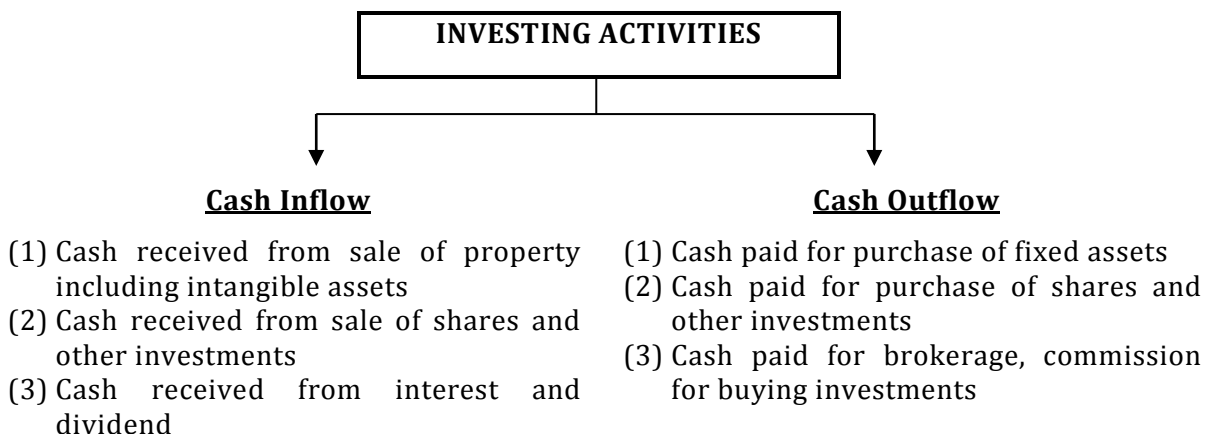 INVESTING ACTIVITIES
Cash Inflow
(1) Cash received from sale of property
including intangible assets
(2) Cash received from sale of shares and
other investments
(3) Cash received from interest and
dividend
Cash Outflow
(1) Cash paid for purchase of fixed assets
(2) Cash paid for purchase of shares and
other investments
(3) Cash paid for brokerage, commission
for buying investments